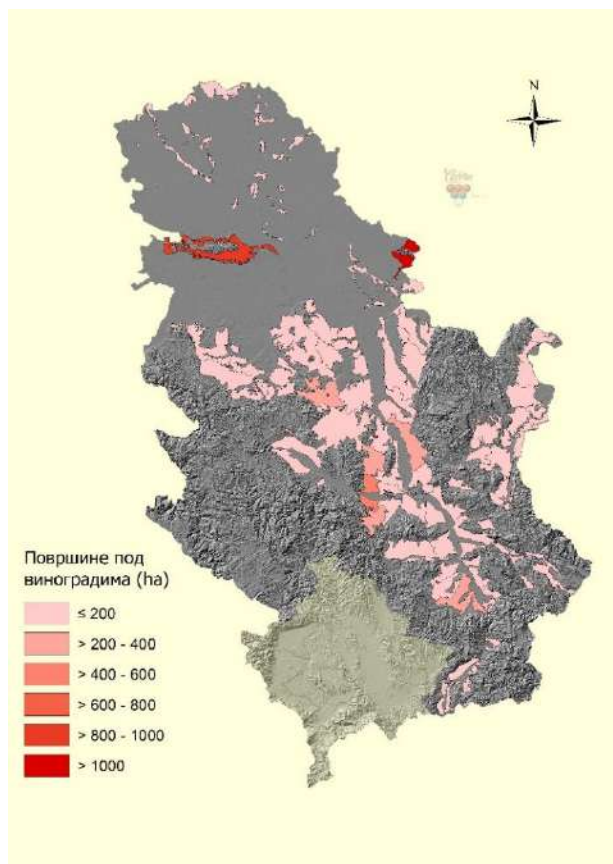 N
Површине под
виноградима (ha)
≤ 200
> 200 - 400
> 400 - 600
> 600 - 800
> 800 - 1000
> 1000